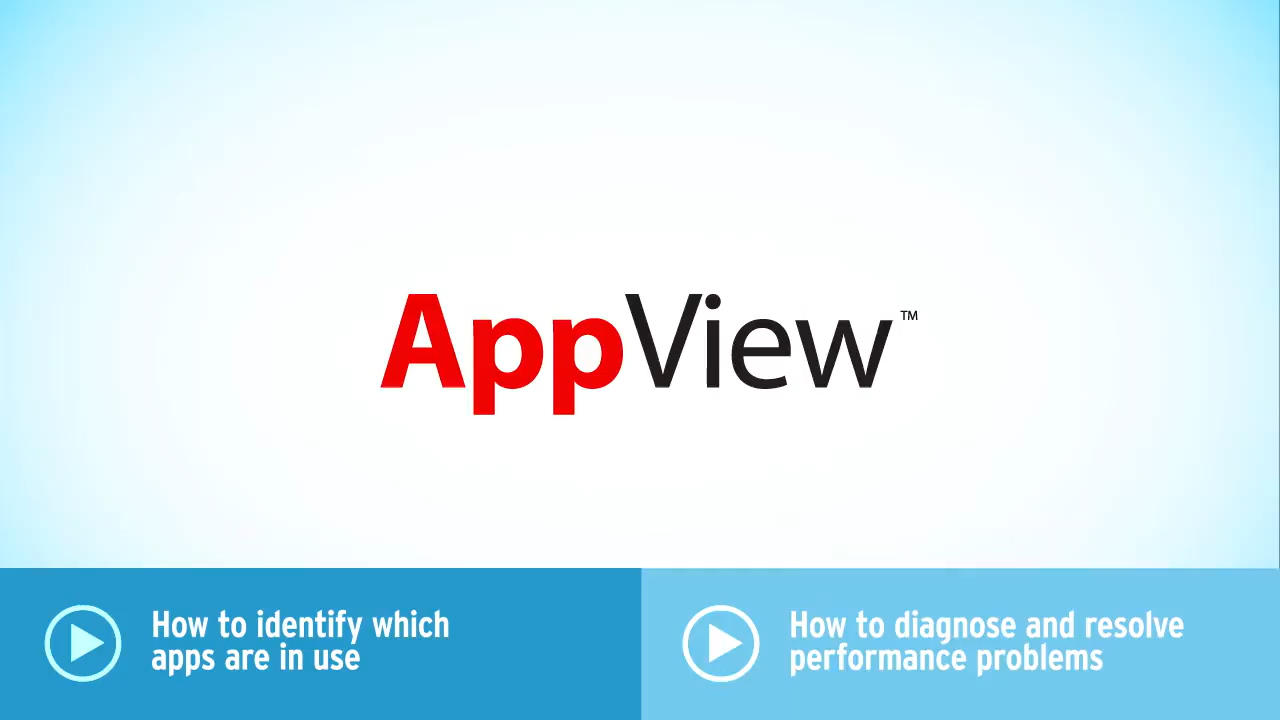 AppView™
How to identify which
apps are in use
How to diagnose and resolve
performance problems